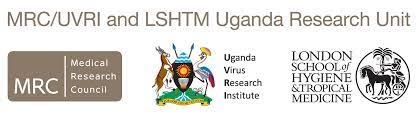 MRC/UVRI and LSHTM Uganda Research Unit
MRC
Medical
Research
Council
Uganda
Virus
Research
Institute
LONDON
SCHOOL of
HYGIENE
& TROPICAL
MEDICINE